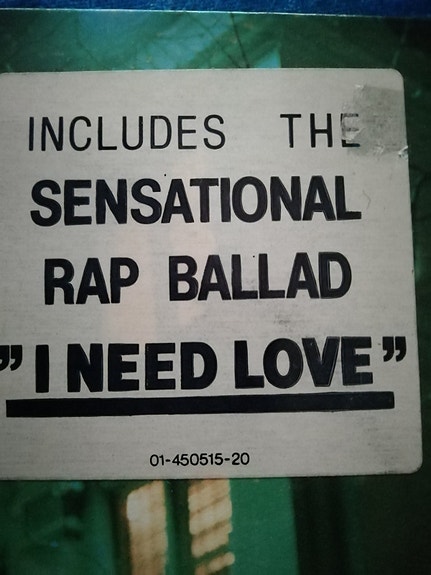 INCLUDES THE
SENSATIONAL
RAP BALLAD
” I NEED LOVE ”
01-450515-20